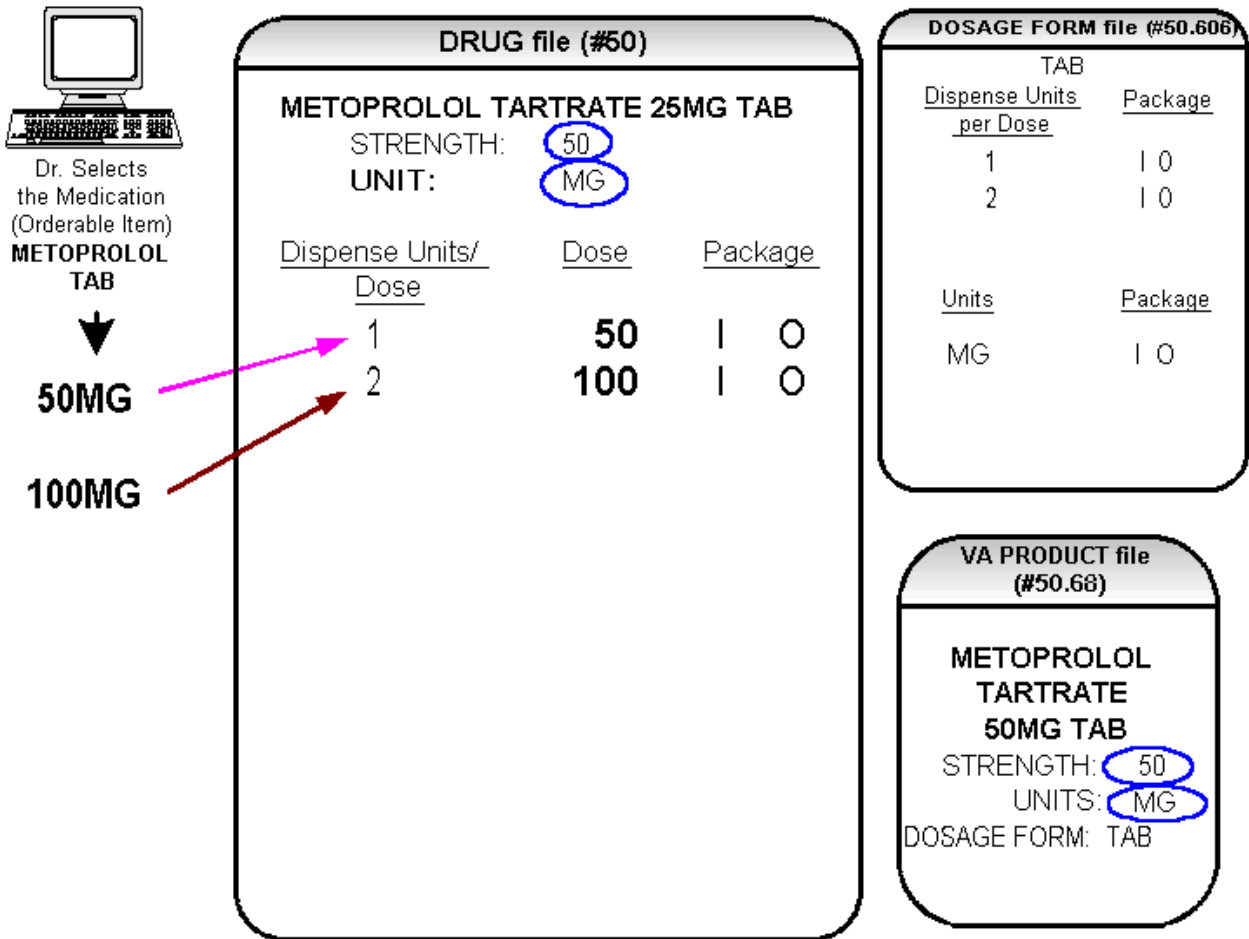 Dr. Selects
the Medication
(Orderable Item)
METOPROLOL
TAB
50MG
100MG
DRUG file (#50)
METOPROLOL TARTRATE 25MG TAB
STRENGTH: 50
UNIT: MG
Dispense Units/ Dose Package
Dose
1 50 I O
2 100 I O
DOSAGE FORM file (#50.606)
TAB
Dispense Units Package
per Dose
1 I O
2 I O
Units Package
MG I O
VA PRODUCT file
(#50.68)
METOPROLOL
TARTRATE
50MG TAB
STRENGTH: 50
UNITS: MG
DOSAGE FORM: TAB